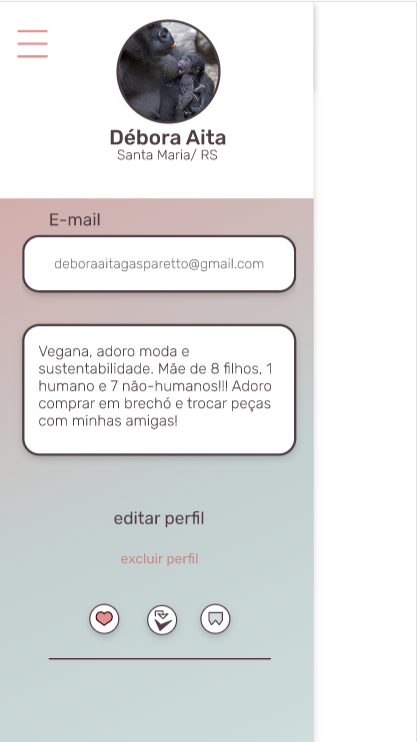 Débora Aita
Santa Maria/ RS
E-mail
deboraaitagasparetto@gmail.com
Vegana, adoro moda e
sustentabilidade. Mãe de 8 filhos, 1
humano e 7 não-humanos!!! Adoro
comprar em brechó e trocar peças
com minhas amigas!
editar perfil
excluir perfil